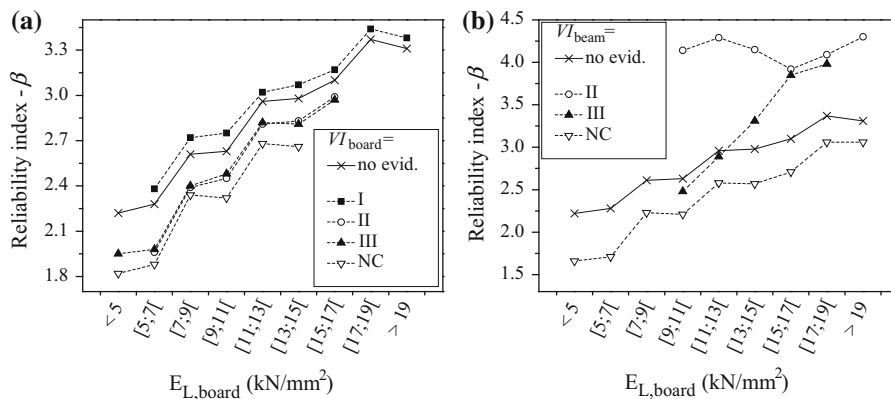 (a)
3.3
3.0
2.7
2.4
2.1
1.8
Reliability index - β
VI board=
no evid.
I
II
III
NC
< 5
[5;7[
[7;9[
[9;11[
[11;13[
[13;15[
[15;17[
[17;19[
> 19
E L,board (kN/mm²)
(b)
4.5
4.0
3.5
3.0
2.5
2.0
1.5
Reliability index - β
VI beam=
no evid.
II
III
NC
< 5
[5;7[
[7;9[
[9;11[
[11;13[
[13;15[
[15;17[
[17;19[
> 19
E L,board (kN/mm²)